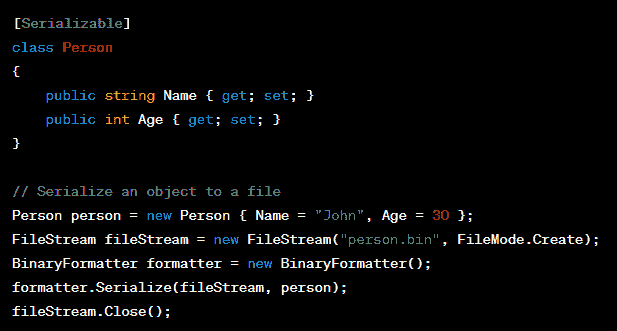 [Serializable]
class Person
{
    public string Name { get; set; }
    public int Age { get; set; }
}
// Serialize an object to a file
Person person = new Person { Name = "John", Age = 30 };
FileStream fileStream = new FileStream("person.bin", FileMode.Create);
BinaryFormatter formatter = new BinaryFormatter();
formatter.Serialize(fileStream, person);
fileStream.Close();